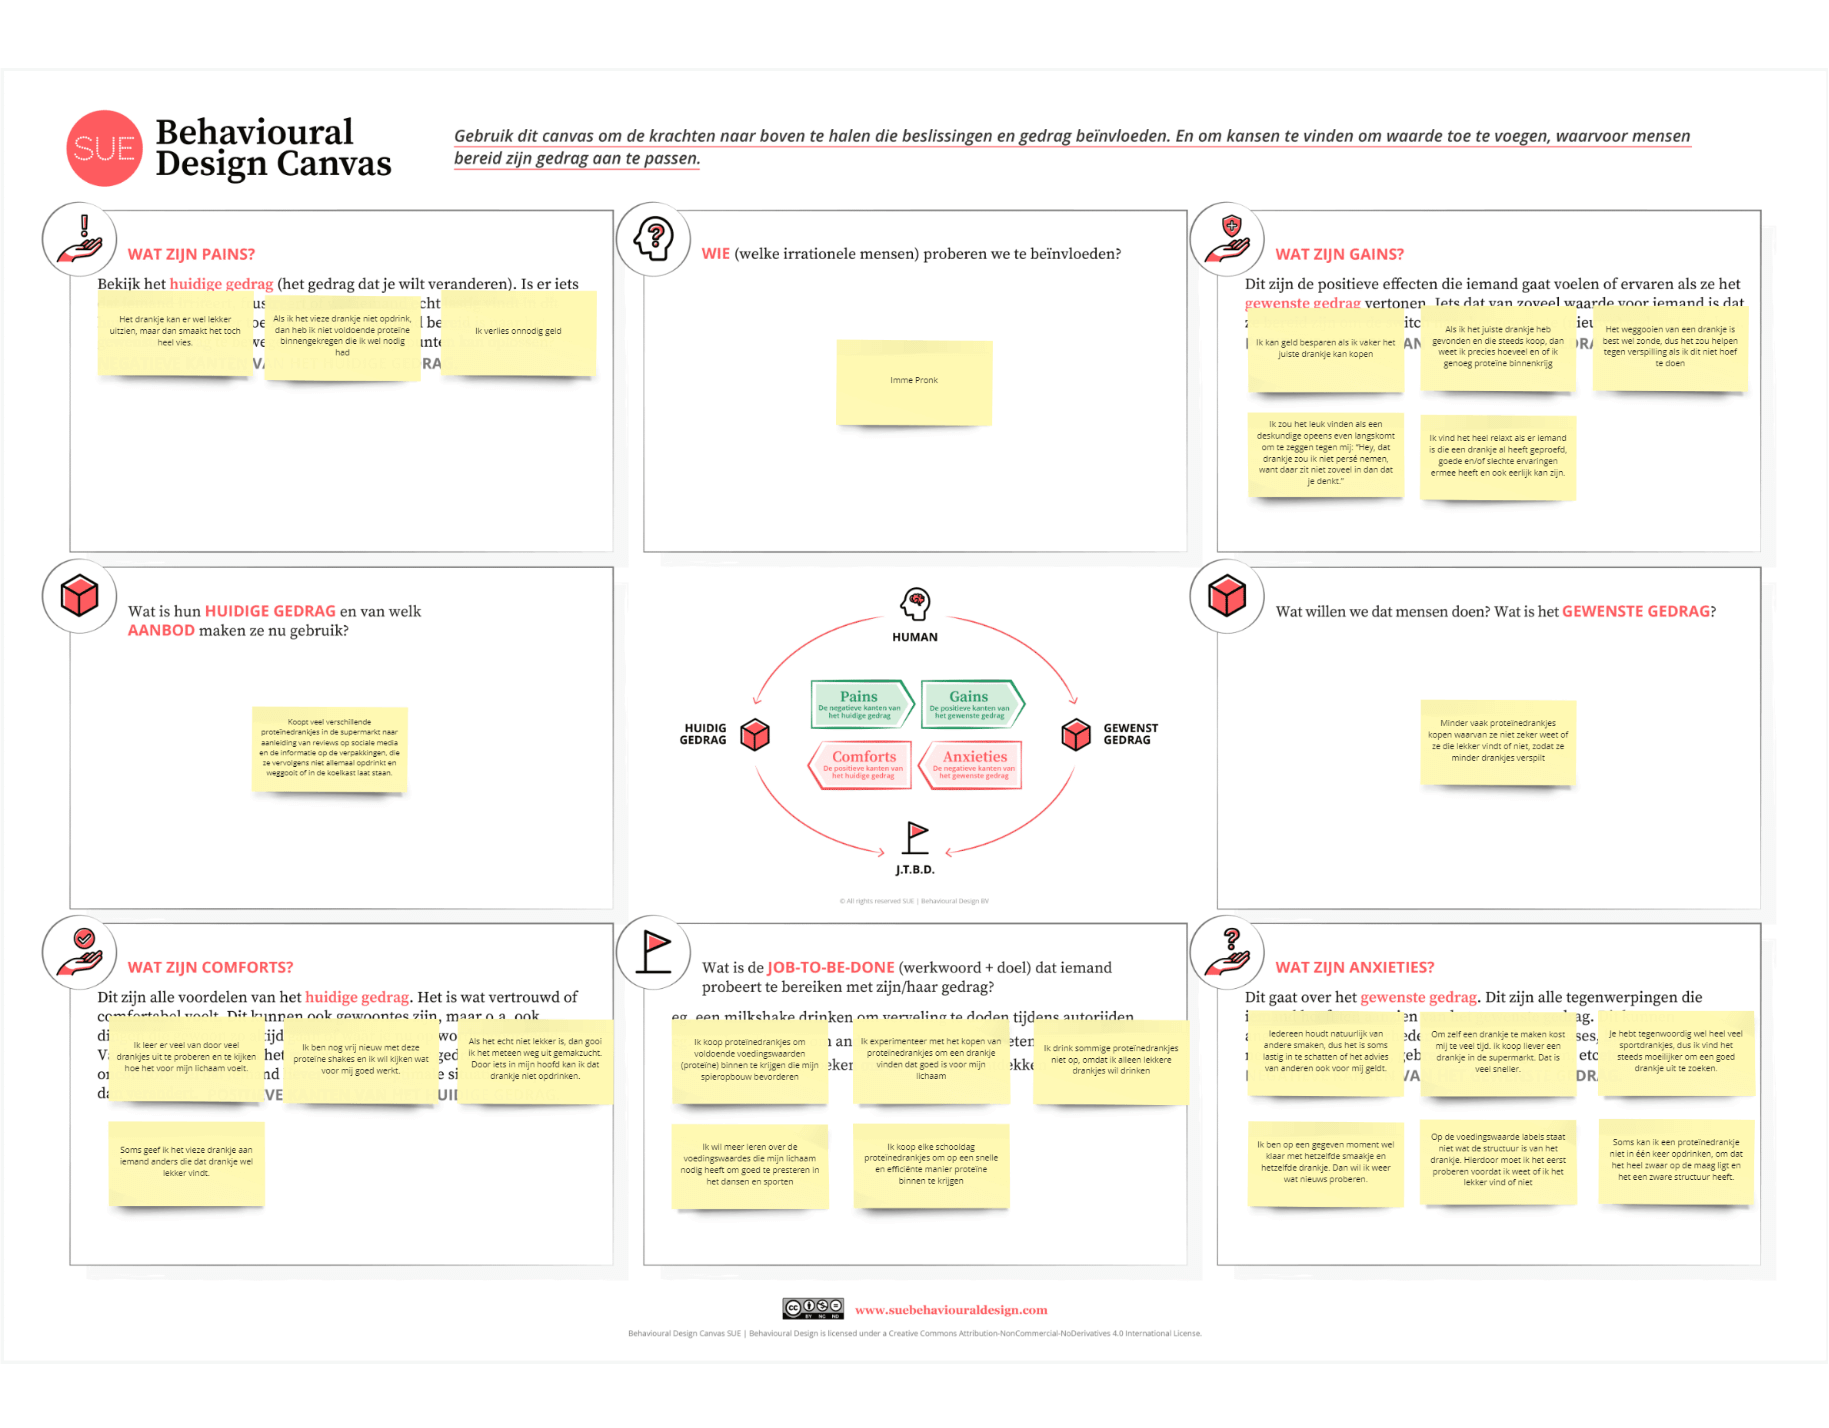 SUE
Behavioural
Design Canvas
Gebruik dit canvas om de krachten naar boven te halen die beslissingen en gedrag beïnvloeden. En om kansen te vinden om waarde toe te voegen, waarvoor mensen
bereid zijn gedrag aan te passen.
WAT ZIJN PAINS?
Bekijk het huidige gedrag (het gedrag dat je wilt veranderen). Is er iets
Het drankje kan er wel lekker
uitzien, maar dan smaakt het toch
heel vies.
Als ik het vieze drankje niet opdrink,
dan heb ik niet voldoende proteïne
binnengekregen die ik wel nodig
had
Ik verlies onnodig geld
WIE (welke irrationele mensen) proberen we te beïnvloeden?
Imme Pronk
WAT ZIJN GAINS?
Dit zijn de positieve effecten die iemand gaat voelen of ervaren als ze het
gewenste gedrag vertonen. Iets dat van zoveel waarde voor iemand is dat
Ik kan geld besparen als ik vaker het
juiste drankje kan kopen
Als ik het juiste drankje heb
gevonden en die steeds koop, dan
weet ik precies hoeveel en of ik
genoeg proteïne binnenkrijg
Het weggooien van een drankje is
best wel zonde, dus het zou helpen
tegen verspilling als ik dit niet hoef
te doen
Ik zou het leuk vinden als een
deskundige opeens even langskomt
om te zeggen tegen mij: "Hey, dat
drankje zou ik niet persé nemen,
want daar zit niet zoveel in dan dat
je denkt."
Ik vind het heel relaxt als er iemand
is die een drankje al heeft geproefd,
goede en/of slechte ervaringen
ermee heeft en ook eerlijk kan zijn.
Wat is hun HUIDIGE GEDRAG en van welk
AANBOD maken ze nu gebruik?
Koopt veel verschillende
proteïnedrankjes in de supermarkt naar
aanleiding van reviews op sociale media
en de informatie op de verpakkingen, die
ze vervolgens niet allemaal opdrinkt en
weggooit of in de koelkast laat staan.
HUMAN
Pains
De negatieve kanten van
het huidige gedrag
Gains
De positieve kanten van
het gewenste gedrag
HUIDIG
GEDRAG
GEWENST
GEDRAG
Comforts
De positieve kanten van
het huidige gedrag
Anxieties
De negatieve kanten van
het gewenste gedrag
J.T.B.D.
© All rights reserved SUE | Behavioural Design BV
Wat willen we dat mensen doen? Wat is het GEWENSTE GEDRAG?
Minder vaak proteïnedrankjes
kopen waarvan ze niet zeker weet of
ze die lekker vindt of niet, zodat ze
minder drankjes verspilt
WAT ZIJN COMFORTS?
Dit zijn alle voordelen van het huidige gedrag. Het is wat vertrouwd of
comfortabel voelt. Dit kunnen ook gewoontes zijn, maar o.a. ook
Ik leer er veel van door veel
drankjes uit te proberen en te kijken
hoe het voor mijn lichaam voelt.
Ik ben nog vrij nieuw met deze
proteïne shakes en ik wil kijken wat
voor mij goed werkt.
Als het echt niet lekker is, dan gooi
ik het meteen weg uit gemakzucht.
Door iets in mijn hoofd kan ik dat
drankje niet opdrinken.
Soms geef ik het vieze drankje aan
iemand anders die dat drankje wel
lekker vindt.
Wat is de JOB-TO-BE-DONE (werkwoord + doel) dat iemand
probeert te bereiken met zijn/haar gedrag?
eg. een milkshake drinken om verveling te doden tijdens autorijden
Ik koop proteïnedrankjes om
voldoende voedingswaarden
(proteïne) binnen te krijgen die mijn
spieropbouw bevorderen
Ik experimenteer met het kopen van
proteïnedrankjes om een drankje
vinden dat goed is voor mijn
lichaam
Ik drink sommige proteïnedrankjes
niet op, omdat ik alleen lekkere
drankjes wil drinken
Ik wil meer leren over de
voedingswaardes die mijn lichaam
nodig heeft om goed te presteren in
het dansen en sporten
Ik koop elke schooldag
proteïnedrankjes om op een snelle
en efficiënte manier proteïne
binnen te krijgen
WAT ZIJN ANXIETIES?
Dit gaat over het gewenste gedrag. Dit zijn alle tegenwerpingen die
Iedereen houdt natuurlijk van
andere smaken, dus het is soms
lastig in te schatten of het advies
van anderen ook voor mij geldt.
Om zelf een drankje te maken kost
mij te veel tijd. Ik koop liever een
drankje in de supermarkt. Dat is
veel sneller.
Je hebt tegenwoordig wel heel veel
sportdrankjes, dus ik vind het
steeds moeilijker om een goed
drankje uit te zoeken.
Ik ben op een gegeven moment wel
klaar met hetzelfde smaakje en
hetzelfde drankje. Dan wil ik weer
wat nieuws proberen.
Op de voedingswaarde labels staat
niet wat de structuur is van het
drankje. Hierdoor moet ik het eerst
proberen voordat ik weet of ik het
lekker vind of niet
Soms kan ik een proteïnedrankje
niet in één keer opdrinken, om dat
het heel zwaar op de maag ligt en
het een zware structuur heeft.
CC BY NC ND
www.suebehaviouraldesign.com
Behavioural Design Canvas SUE | Behavioural Design is licensed under a Creative Commons Attribution-NonCommercial-NoDerivatives 4.0 International License.